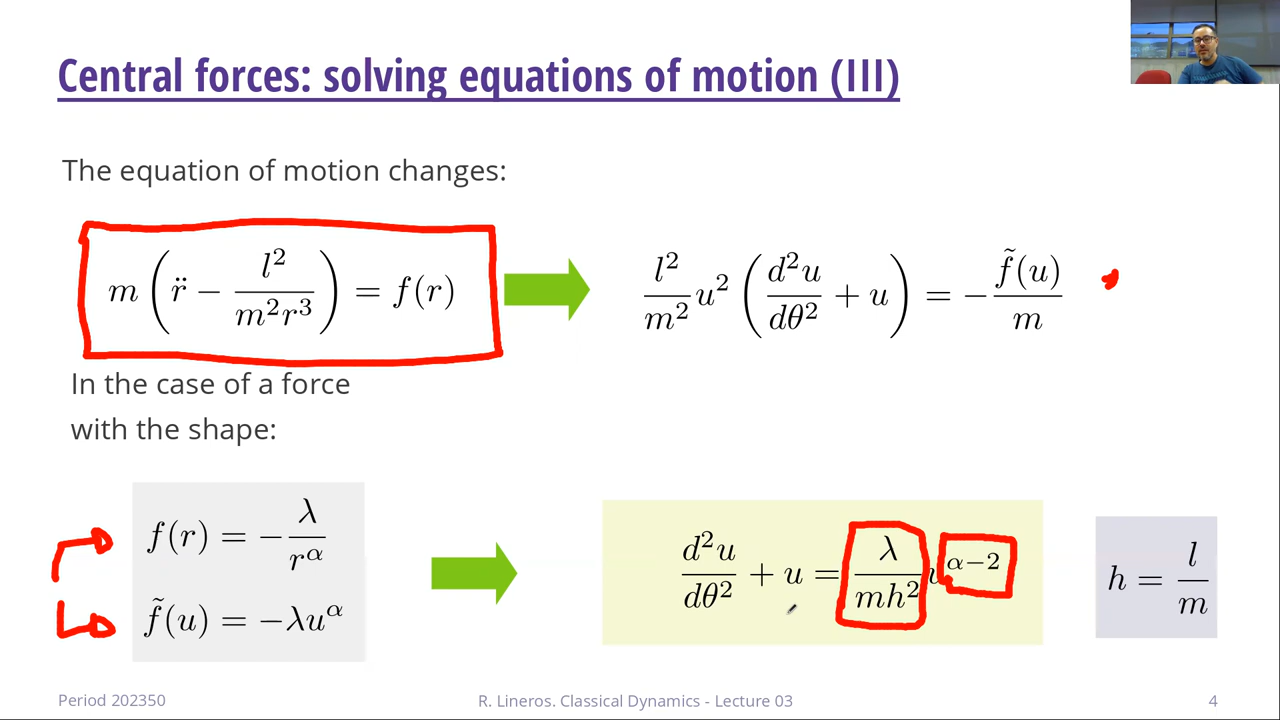 Central forces: solving equations of motion (III)
The equation of motion changes:
m ( r̈ − l² / m²r³ ) = f(r)
l²/m² u² ( d²u/dθ² + u ) = − f̃(u)/m
In the case of a force
with the shape:
f(r) = − λ/r^α
f̃(u) = −λu^α
d²u/dθ² + u = λ/mh² u^α−2
h = l/m
Period 202350
R. Lineros. Classical Dynamics - Lecture 03
4